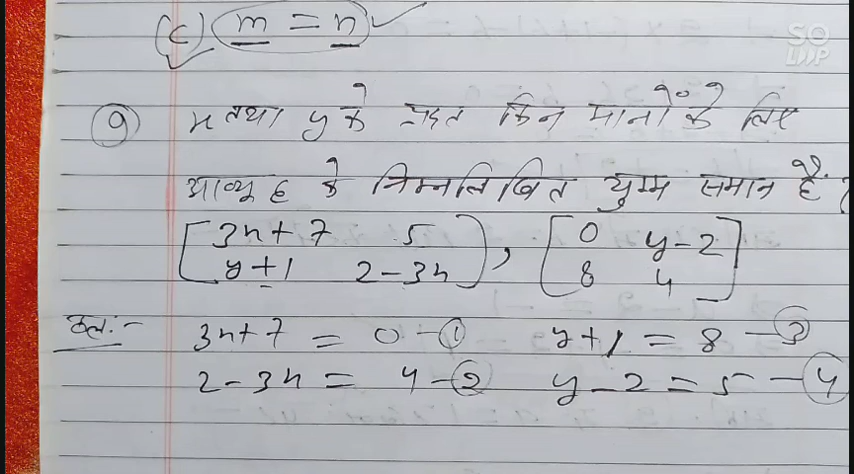 (c) m = n ✓
SOLOOP
9 x तथा y के प्रदत्त किन मानों के लिए
आव्यूह के निम्नलिखित युग्म समान हैं?
[3x+7 5], [0 y-2]
[y+1 2-3x] [8 4]
हल:- 3x+7 = 0 -① y+1 = 8 -③
2-3x = 4 -② y-2 = 5 -④